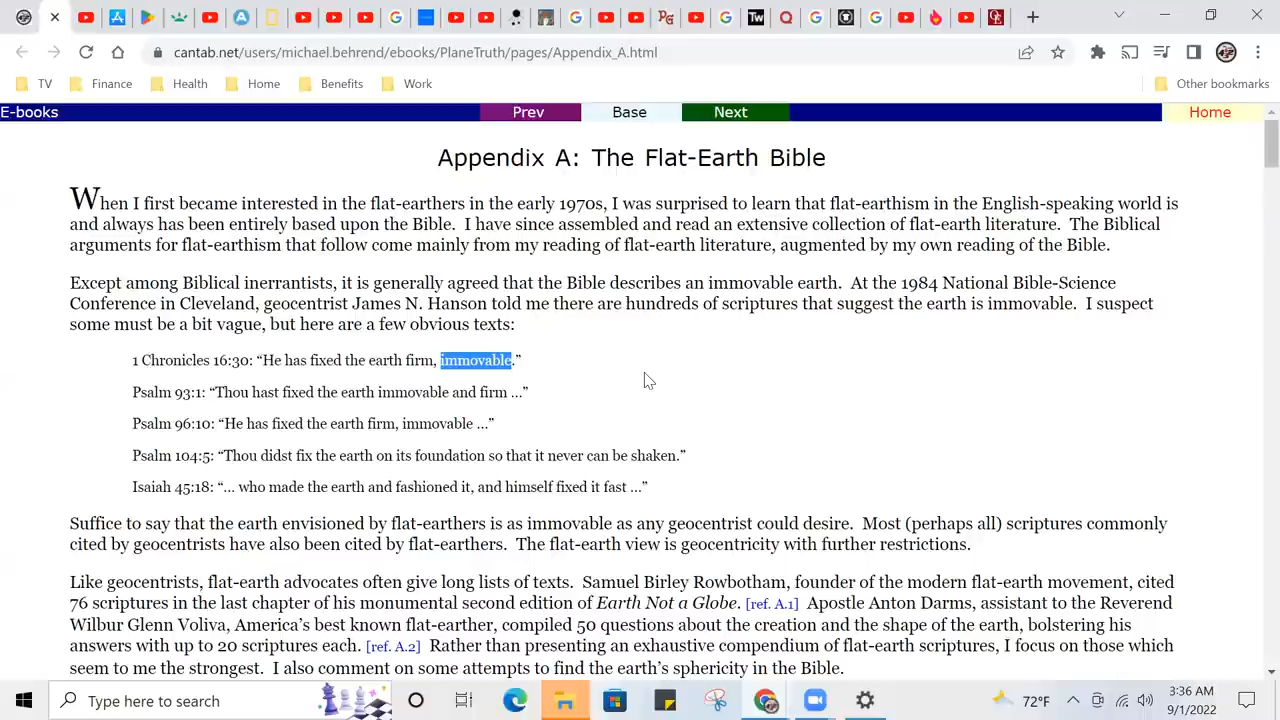 cantab.net/users/michael.behrend/ebooks/PlaneTruth/pages/Appendix_A.html
TV Finance Health Home Benefits Work Other bookmarks
E-books Prev Base Next Home
Appendix A: The Flat-Earth Bible
When I first became interested in the flat-earthers in the early 1970s, I was surprised to learn that flat-earthism in the English-speaking world is
and always has been entirely based upon the Bible. I have since assembled and read an extensive collection of flat-earth literature. The Biblical
arguments for flat-earthism that follow come mainly from my reading of flat-earth literature, augmented by my own reading of the Bible.
Except among Biblical inerrantists, it is generally agreed that the Bible describes an immovable earth. At the 1984 National Bible-Science
Conference in Cleveland, geocentrist James N. Hanson told me there are hundreds of scriptures that suggest the earth is immovable. I suspect
some must be a bit vague, but here are a few obvious texts:
1 Chronicles 16:30: “He has fixed the earth firm, immovable.”
Psalm 93:1: “Thou hast fixed the earth immovable and firm ...”
Psalm 96:10: “He has fixed the earth firm, immovable ...”
Psalm 104:5: “Thou didst fix the earth on its foundation so that it never can be shaken.”
Isaiah 45:18: “... who made the earth and fashioned it, and himself fixed it fast ...”
Suffice to say that the earth envisioned by flat-earthers is as immovable as any geocentrist could desire. Most (perhaps all) scriptures commonly
cited by geocentrists have also been cited by flat-earthers. The flat-earth view is geocentricity with further restrictions.
Like geocentrists, flat-earth advocates often give long lists of texts. Samuel Birley Rowbotham, founder of the modern flat-earth movement, cited
76 scriptures in the last chapter of his monumental second edition of Earth Not a Globe. [ref. A.1] Apostle Anton Darms, assistant to the Reverend
Wilbur Glenn Voliva, America's best known flat-earther, compiled 50 questions about the creation and the shape of the earth, bolstering his
answers with up to 20 scriptures each. [ref. A.2] Rather than presenting an exhaustive compendium of flat-earth scriptures, I focus on those which
seem to me the strongest. I also comment on some attempts to find the earth's sphericity in the Bible.
Type here to search 72°F 3:36 AM
9/1/2022